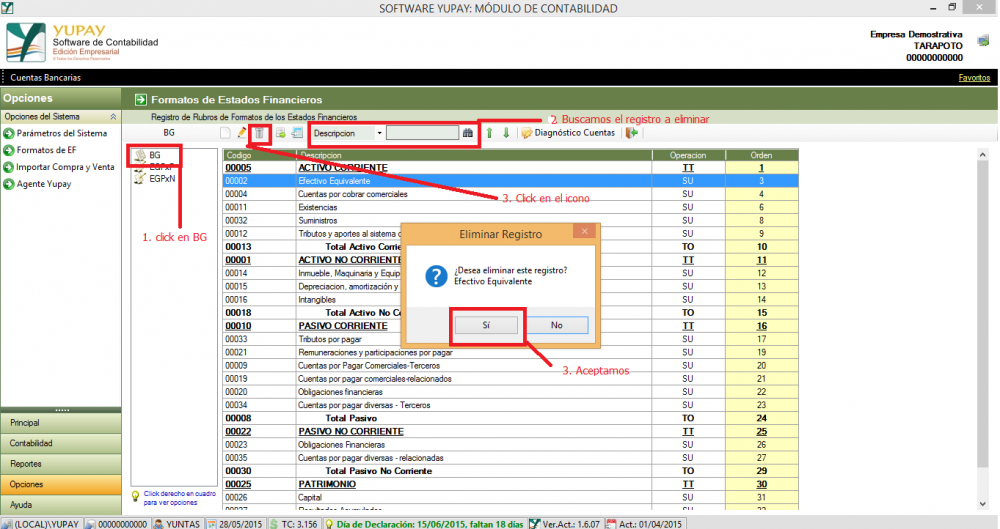 SOFTWARE YUPAY: MÓDULO DE CONTABILIDAD
YUPAY
Software de Contabilidad
Edición Empresarial
Empresa Demostrativa
TARAPOTO
00000000000
Cuentas Bancarias
Favoritos
Opciones
Formatos de Estados Financieros
Opciones del Sistema
Registro de Rubros de Formatos de los Estados Financieros
2. Buscamos el registro a eliminar
Parámetros del Sistema
BG
Descripcion
Diagnóstico Cuentas
Formatos de EF
Importar Compra y Venta
Agente Yupay
BG
EGPxF
EGPxN
1. click en BG
3. Click en el icono
Codigo Descripcion Operacion Orden
00005 ACTIVO CORRIENTE TT 1
00002 Efectivo Equivalente SU 3
00004 Cuentas por cobrar comerciales SU 4
00011 Existencias SU 6
00032 Suministros SU 8
00012 Tributos y aportes al sistema SU 9
00013 Total Activo Corrie TO 10
00001 ACTIVO NO CORRIENTE TT 11
00014 Inmueble, Maquinaria y Equip SU 12
00015 Depreciacion, amortización y SU 13
00016 Intangibles SU 14
00018 Total Activo No Co TO 15
00010 PASIVO CORRIENTE TT 16
00033 Tributos por pagar SU 17
00021 Remuneraciones y participaciones por pagar SU 19
00009 Cuentas por Pagar Comerciales-Terceros SU 20
00019 Cuentas por pagar comerciales-relacionados SU 21
00020 Obligaciones financieras SU 22
00034 Cuentas por pagar diversas - Terceros SU 23
00008 Total Pasivo TO 24
00022 PASIVO NO CORRIENTE TT 25
00023 Obligaciones Financieras SU 26
00035 Cuentas por pagar diversas - relacionadas SU 27
00030 Total Pasivo No Corriente TO 29
00025 PATRIMONIO TT 30
00026 Capital SU 31
Eliminar Registro
¿Desea eliminar este registro?
Efectivo Equivalente
Sí
No
3. Aceptamos
Principal
Contabilidad
Reportes
Opciones
Ayuda
Click derecho en cuadro
para ver opciones
(LOCAL)\YUPAY 00000000000 YUNTAS 28/05/2015 TC: 3.156 Día de Declaración: 15/06/2015, faltan 18 días Ver.Act.: 1.6.07 Act.: 01/04/2015